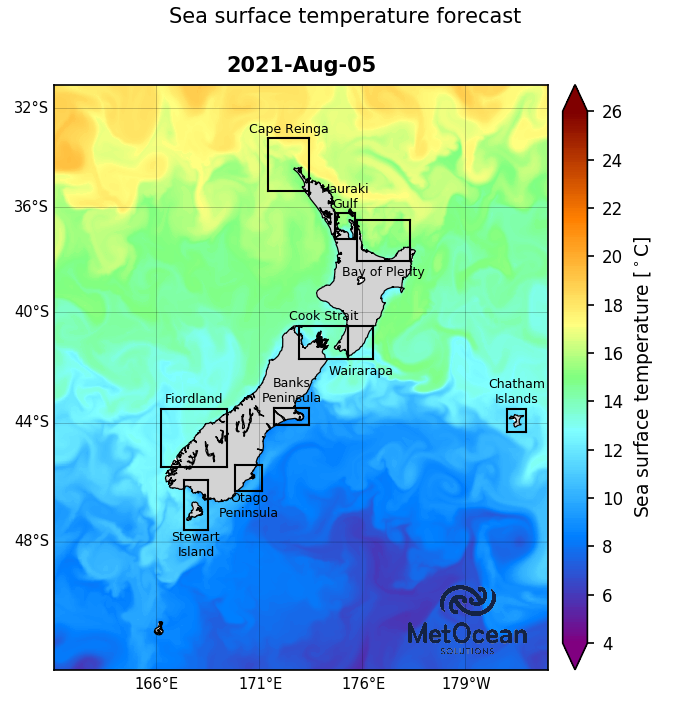 Sea surface temperature forecast
2021-Aug-05
32°S
36°S
40°S
44°S
48°S
Cape Reinga
Hauraki
Gulf
Bay of Plenty
Cook Strait
Wairarapa
Banks
Peninsula
Fiordland
Chatham
Islands
Otago
Peninsula
Stewart
Island
MetOcean
SOLUTIONS
166°E
171°E
176°E
179°W
26
24
22
20
18
16
14
12
10
8
6
4
Sea surface temperature [°C]